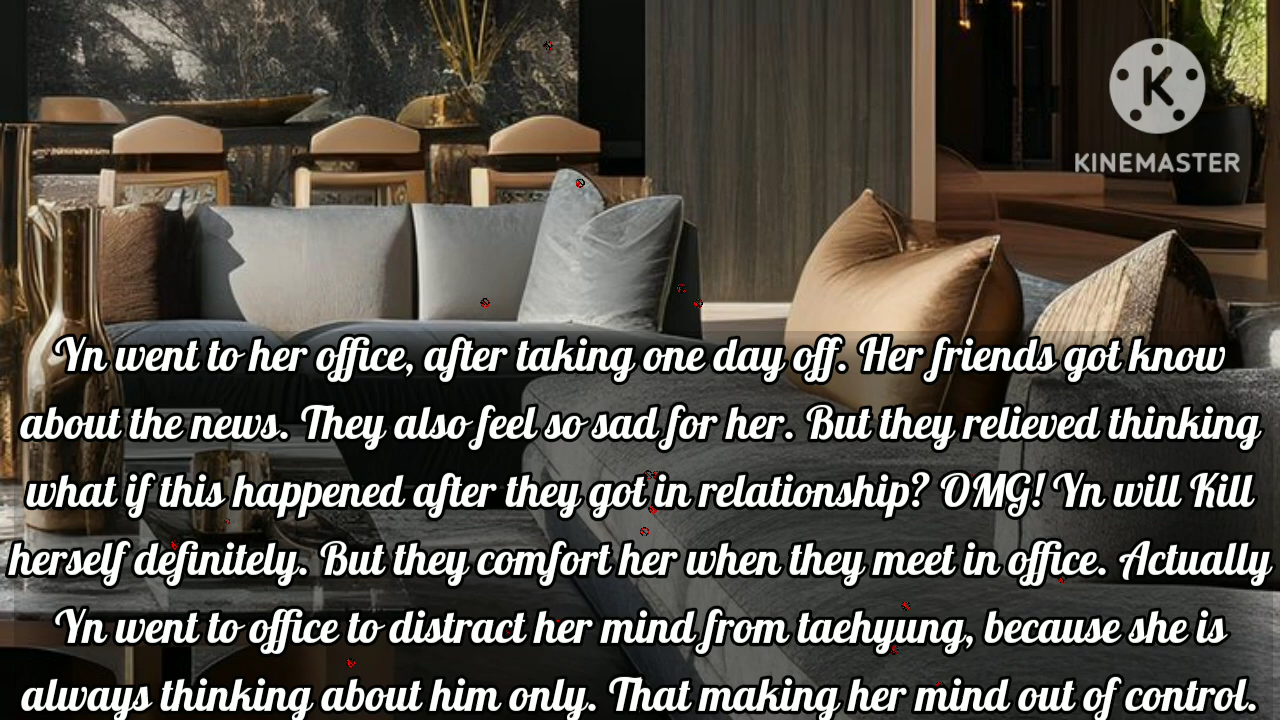 KINEMASTER
Yn went to her office, after taking one day off. Her friends got know
about the news. They also feel so sad for her. But they relieved thinking
what if this happened after they got in relationship? OMG! Yn will Kill
herself definitely. But they comfort her when they meet in office. Actually
Yn went to office to distract her mind from taehyung, because she is
always thinking about him only. That making her mind out of control.